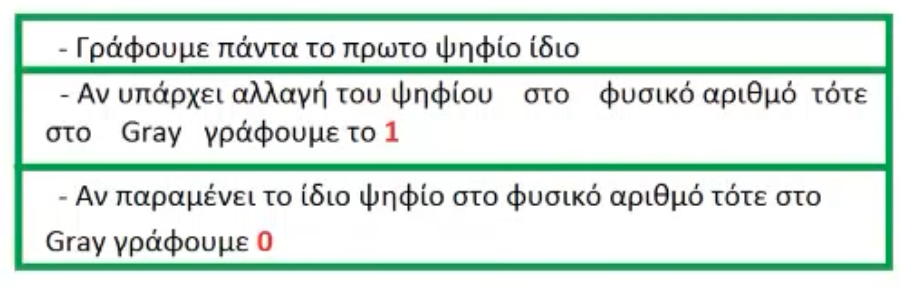 - Γράφουμε πάντα το πρωτο ψηφίο ίδιο
- Αν υπάρχει αλλαγή του ψηφίου στο φυσικό αριθμό τότε
στο Gray γράφουμε το 1
- Αν παραμένει το ίδιο ψηφίο στο φυσικό αριθμό τότε στο
Gray γράφουμε 0